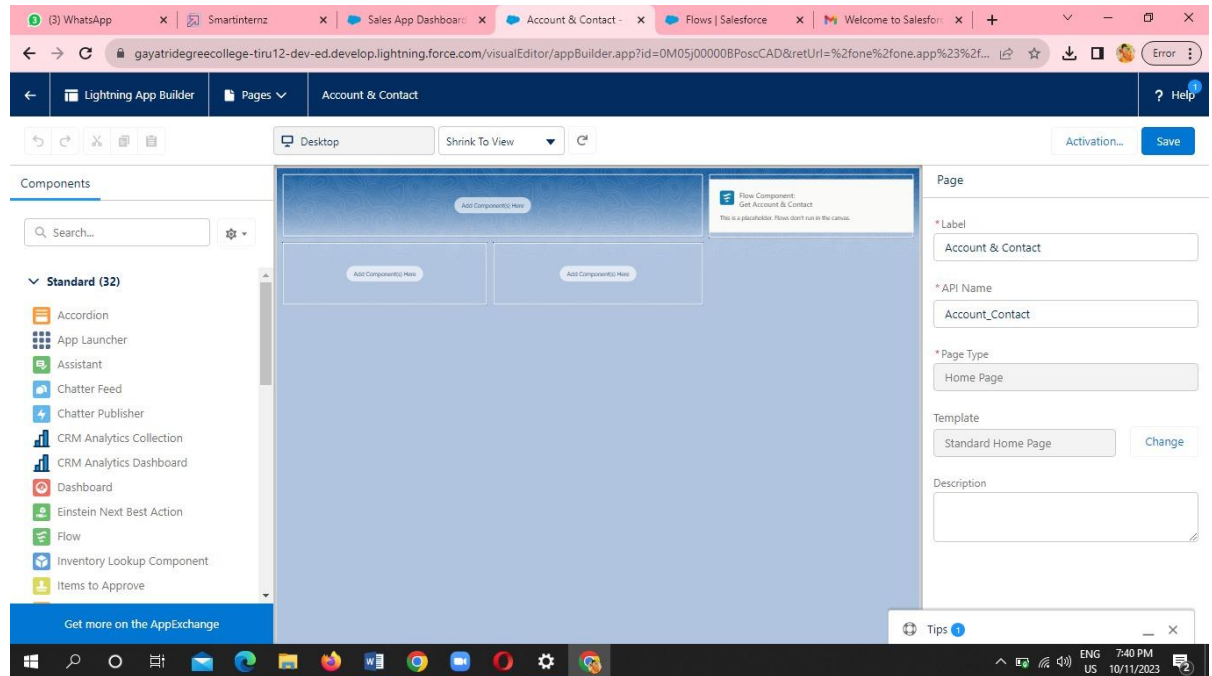 (3) WhatsApp
Smartinternz
Sales App Dashboard
Account & Contact -
Flows | Salesforce
Welcome to Salesforc
gayatridegreecollege-tiru12-dev-ed.develop.lightning.force.com/visualEditor/appBuilder.app?id=0M05j00000BPoscCAD&retUrl=%2fone%2fone.app%23%2f...
Error
Lightning App Builder
Pages
Account & Contact
? Help
1
Desktop
Shrink To View
Activation...
Save
Components
Search...
Standard (32)
Accordion
App Launcher
Assistant
Chatter Feed
Chatter Publisher
CRM Analytics Collection
CRM Analytics Dashboard
Dashboard
Einstein Next Best Action
Flow
Inventory Lookup Component
Items to Approve
Get more on the AppExchange
Add Component(s) Here
Flow Component:
Get Account & Contact
This is a placeholder. Flows don't run in the canvas.
Add Component(s) Here
Add Component(s) Here
Page
*Label
Account & Contact
*API Name
Account_Contact
*Page Type
Home Page
Template
Standard Home Page
Change
Description
Tips 1
ENG
US
7:40 PM
10/11/2023
2